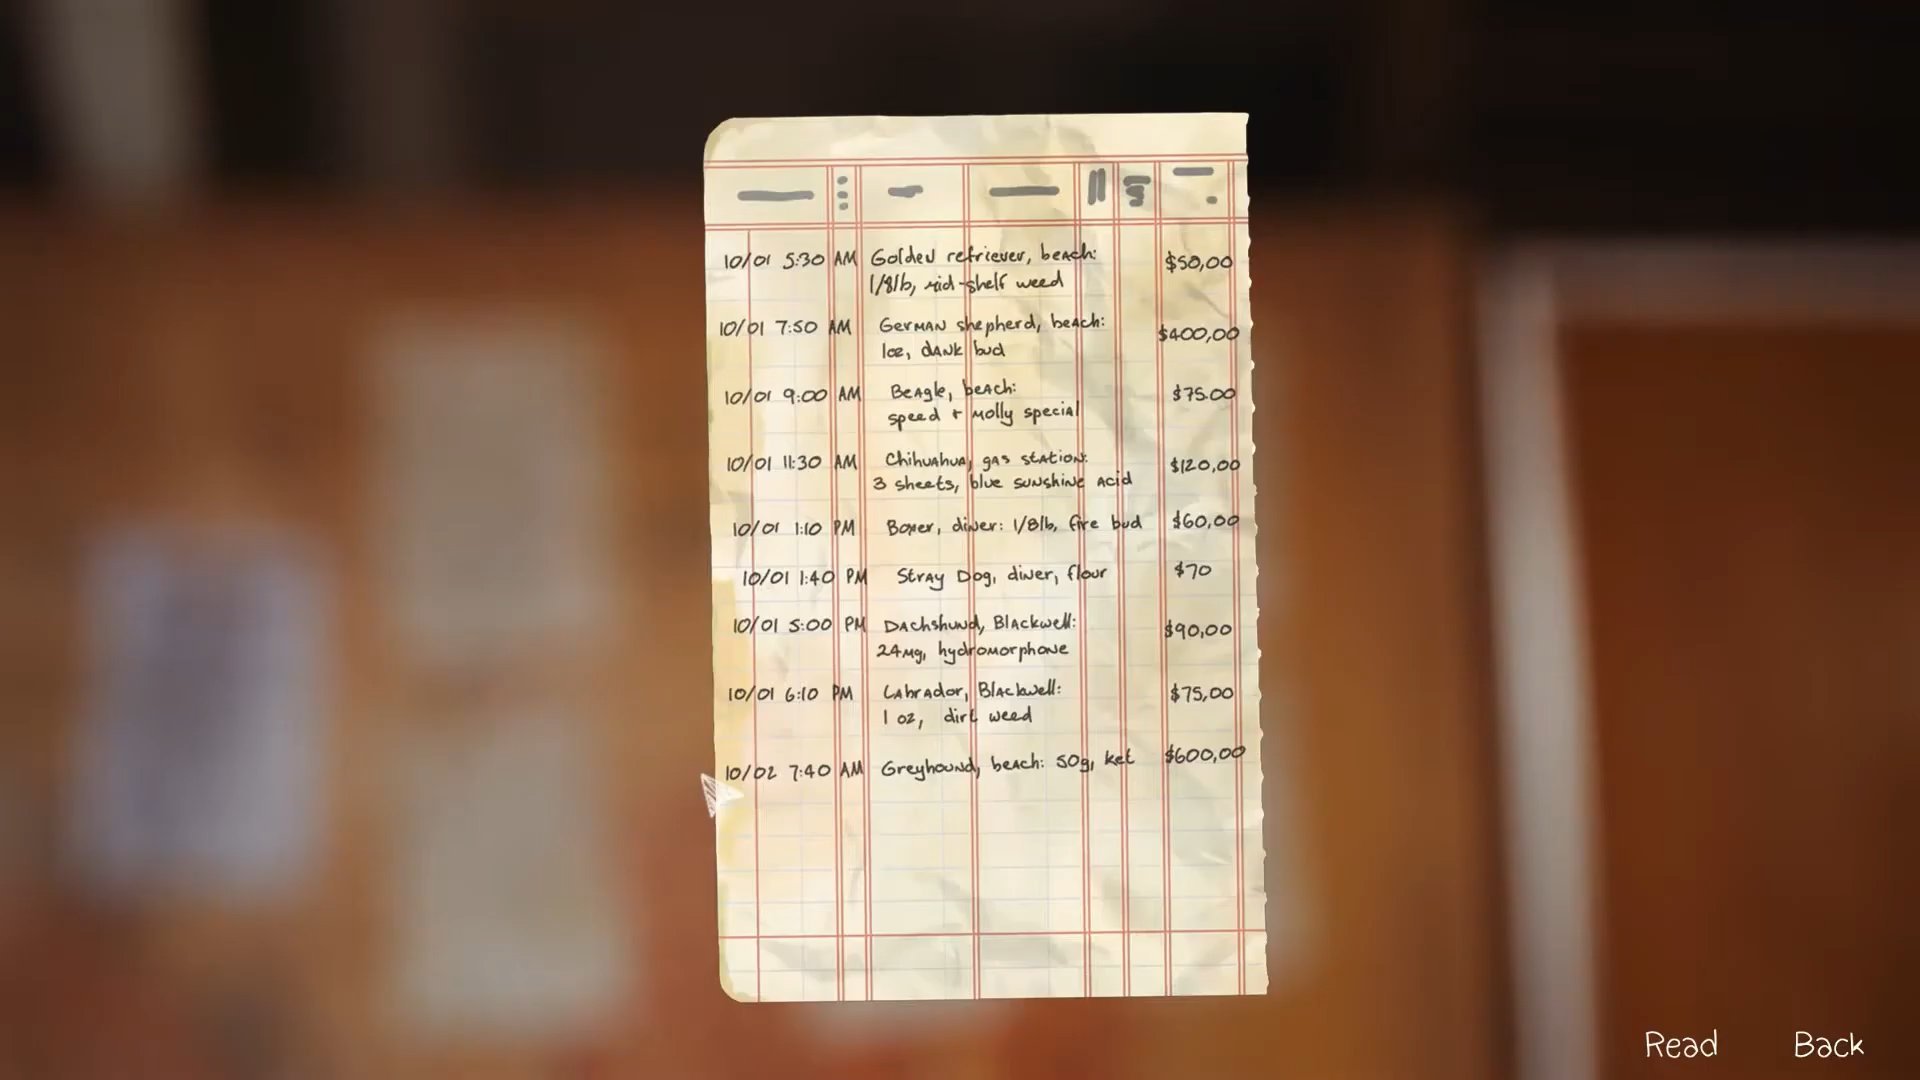 10/01 5:30 AM Golden retriever, beach: $50,00
1/8lb, mid-shelf weed
10/01 7:50 AM German shepherd, beach: $400,00
1oz, dank bud
10/01 9:00 AM Beagle, beach: $75.00
speed + molly special
10/01 11:30 AM Chihuahua, gas station: $120,00
3 sheets, blue sunshine acid
10/01 1:10 PM Boxer, diner: 1/8lb, fire bud $60,00
10/01 1:40 PM Stray Dog, diner, flour $70
10/01 5:00 PM Dachshund, Blackwell: $90,00
24mg, hydromorphone
10/01 6:10 PM Labrador, Blackwell: $75,00
1 oz, dirt weed
10/02 7:40 AM Greyhound, beach: 50g, ket $600,00
Read Back